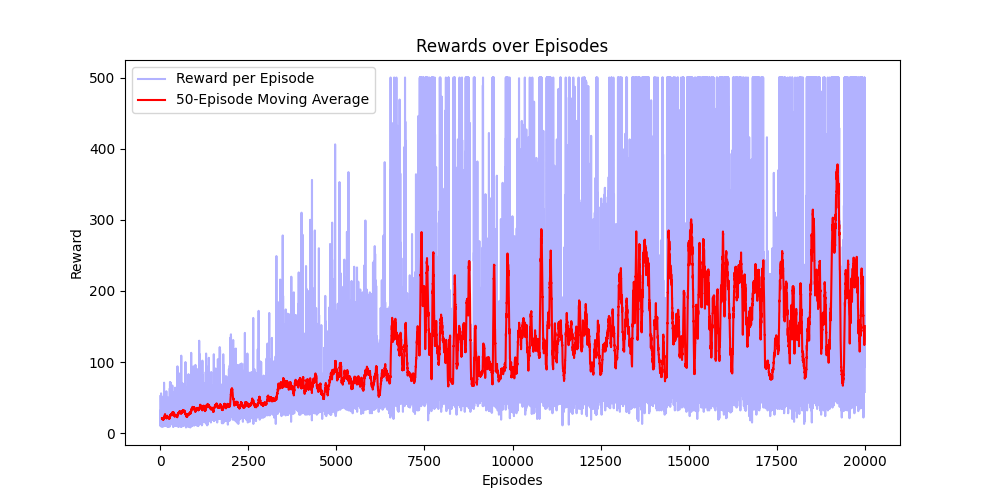 Rewards over Episodes
Reward per Episode
50-Episode Moving Average
500
400
300
200
100
0
Reward
0 2500 5000 7500 10000 12500 15000 17500 20000
Episodes